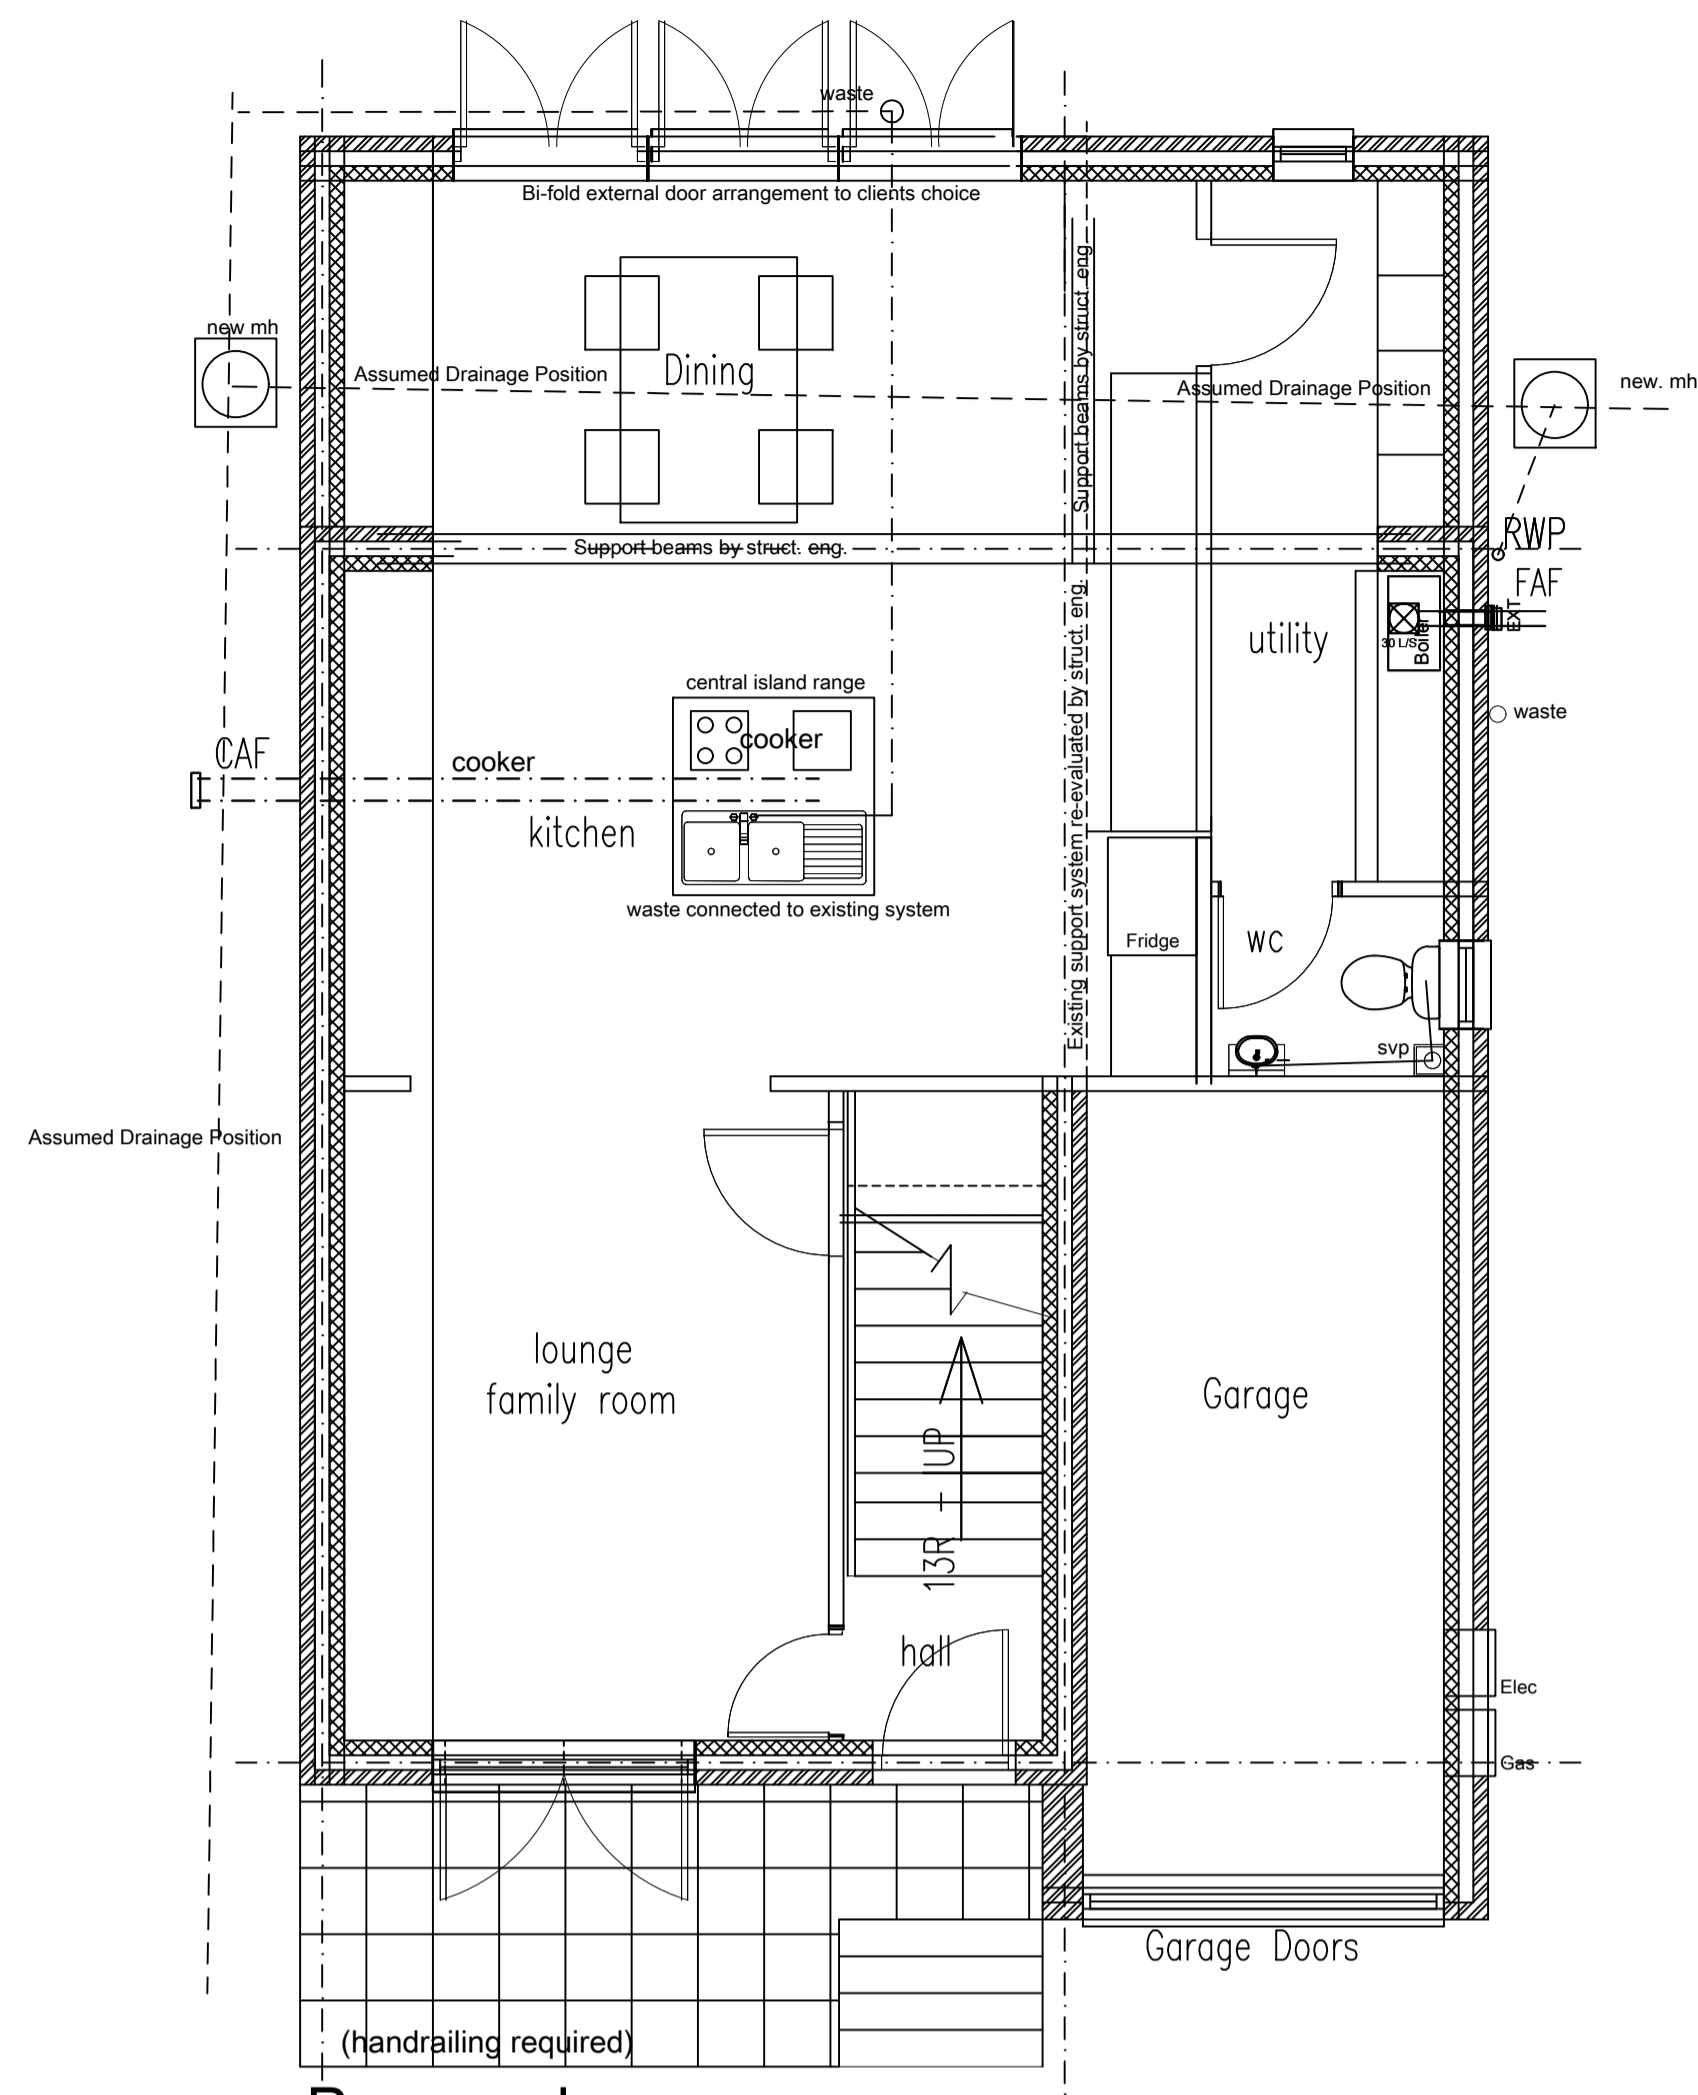 waste
Bi-fold external door arrangement to clients choice
new mh
Assumed Drainage Position
Dining
Support beams by struct. eng.
Assumed Drainage Position
new. mh
Support beams by struct. eng.
RWP
FAF
EXT
30 L/S
Boiler
utility
Existing support system re-evaluated by struct. eng.
central island range
waste
CAF
cooker
cooker
kitchen
waste connected to existing system
Fridge
WC
svp
Assumed Drainage Position
lounge
family room
Garage
13R - UP
hall
Elec
Gas
Garage Doors
(handrailing required)